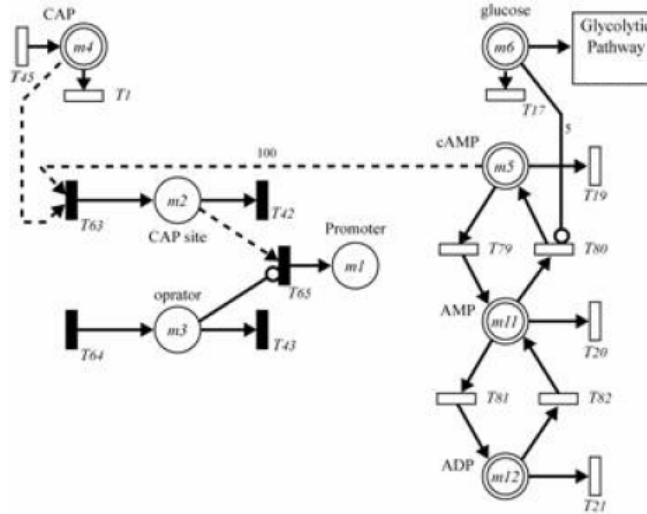 CAP
glucose
m4
T45
T1
m6
Glycolytic
Pathway
T17
5
cAMP
100
m5
T19
m2
T63
T42
CAP site
Promoter
T79
T80
m1
T65
oprator
m3
T64
T43
AMP
m11
T20
T81
T82
ADP
m12
T21